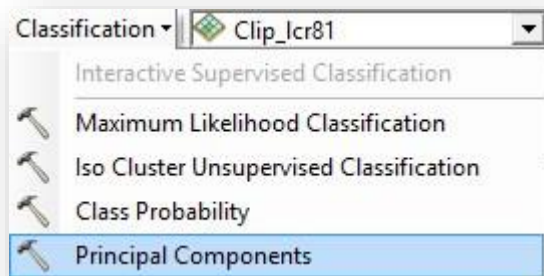 Classification Clip_lcr81
Interactive Supervised Classification
Maximum Likelihood Classification
Iso Cluster Unsupervised Classification
Class Probability
Principal Components